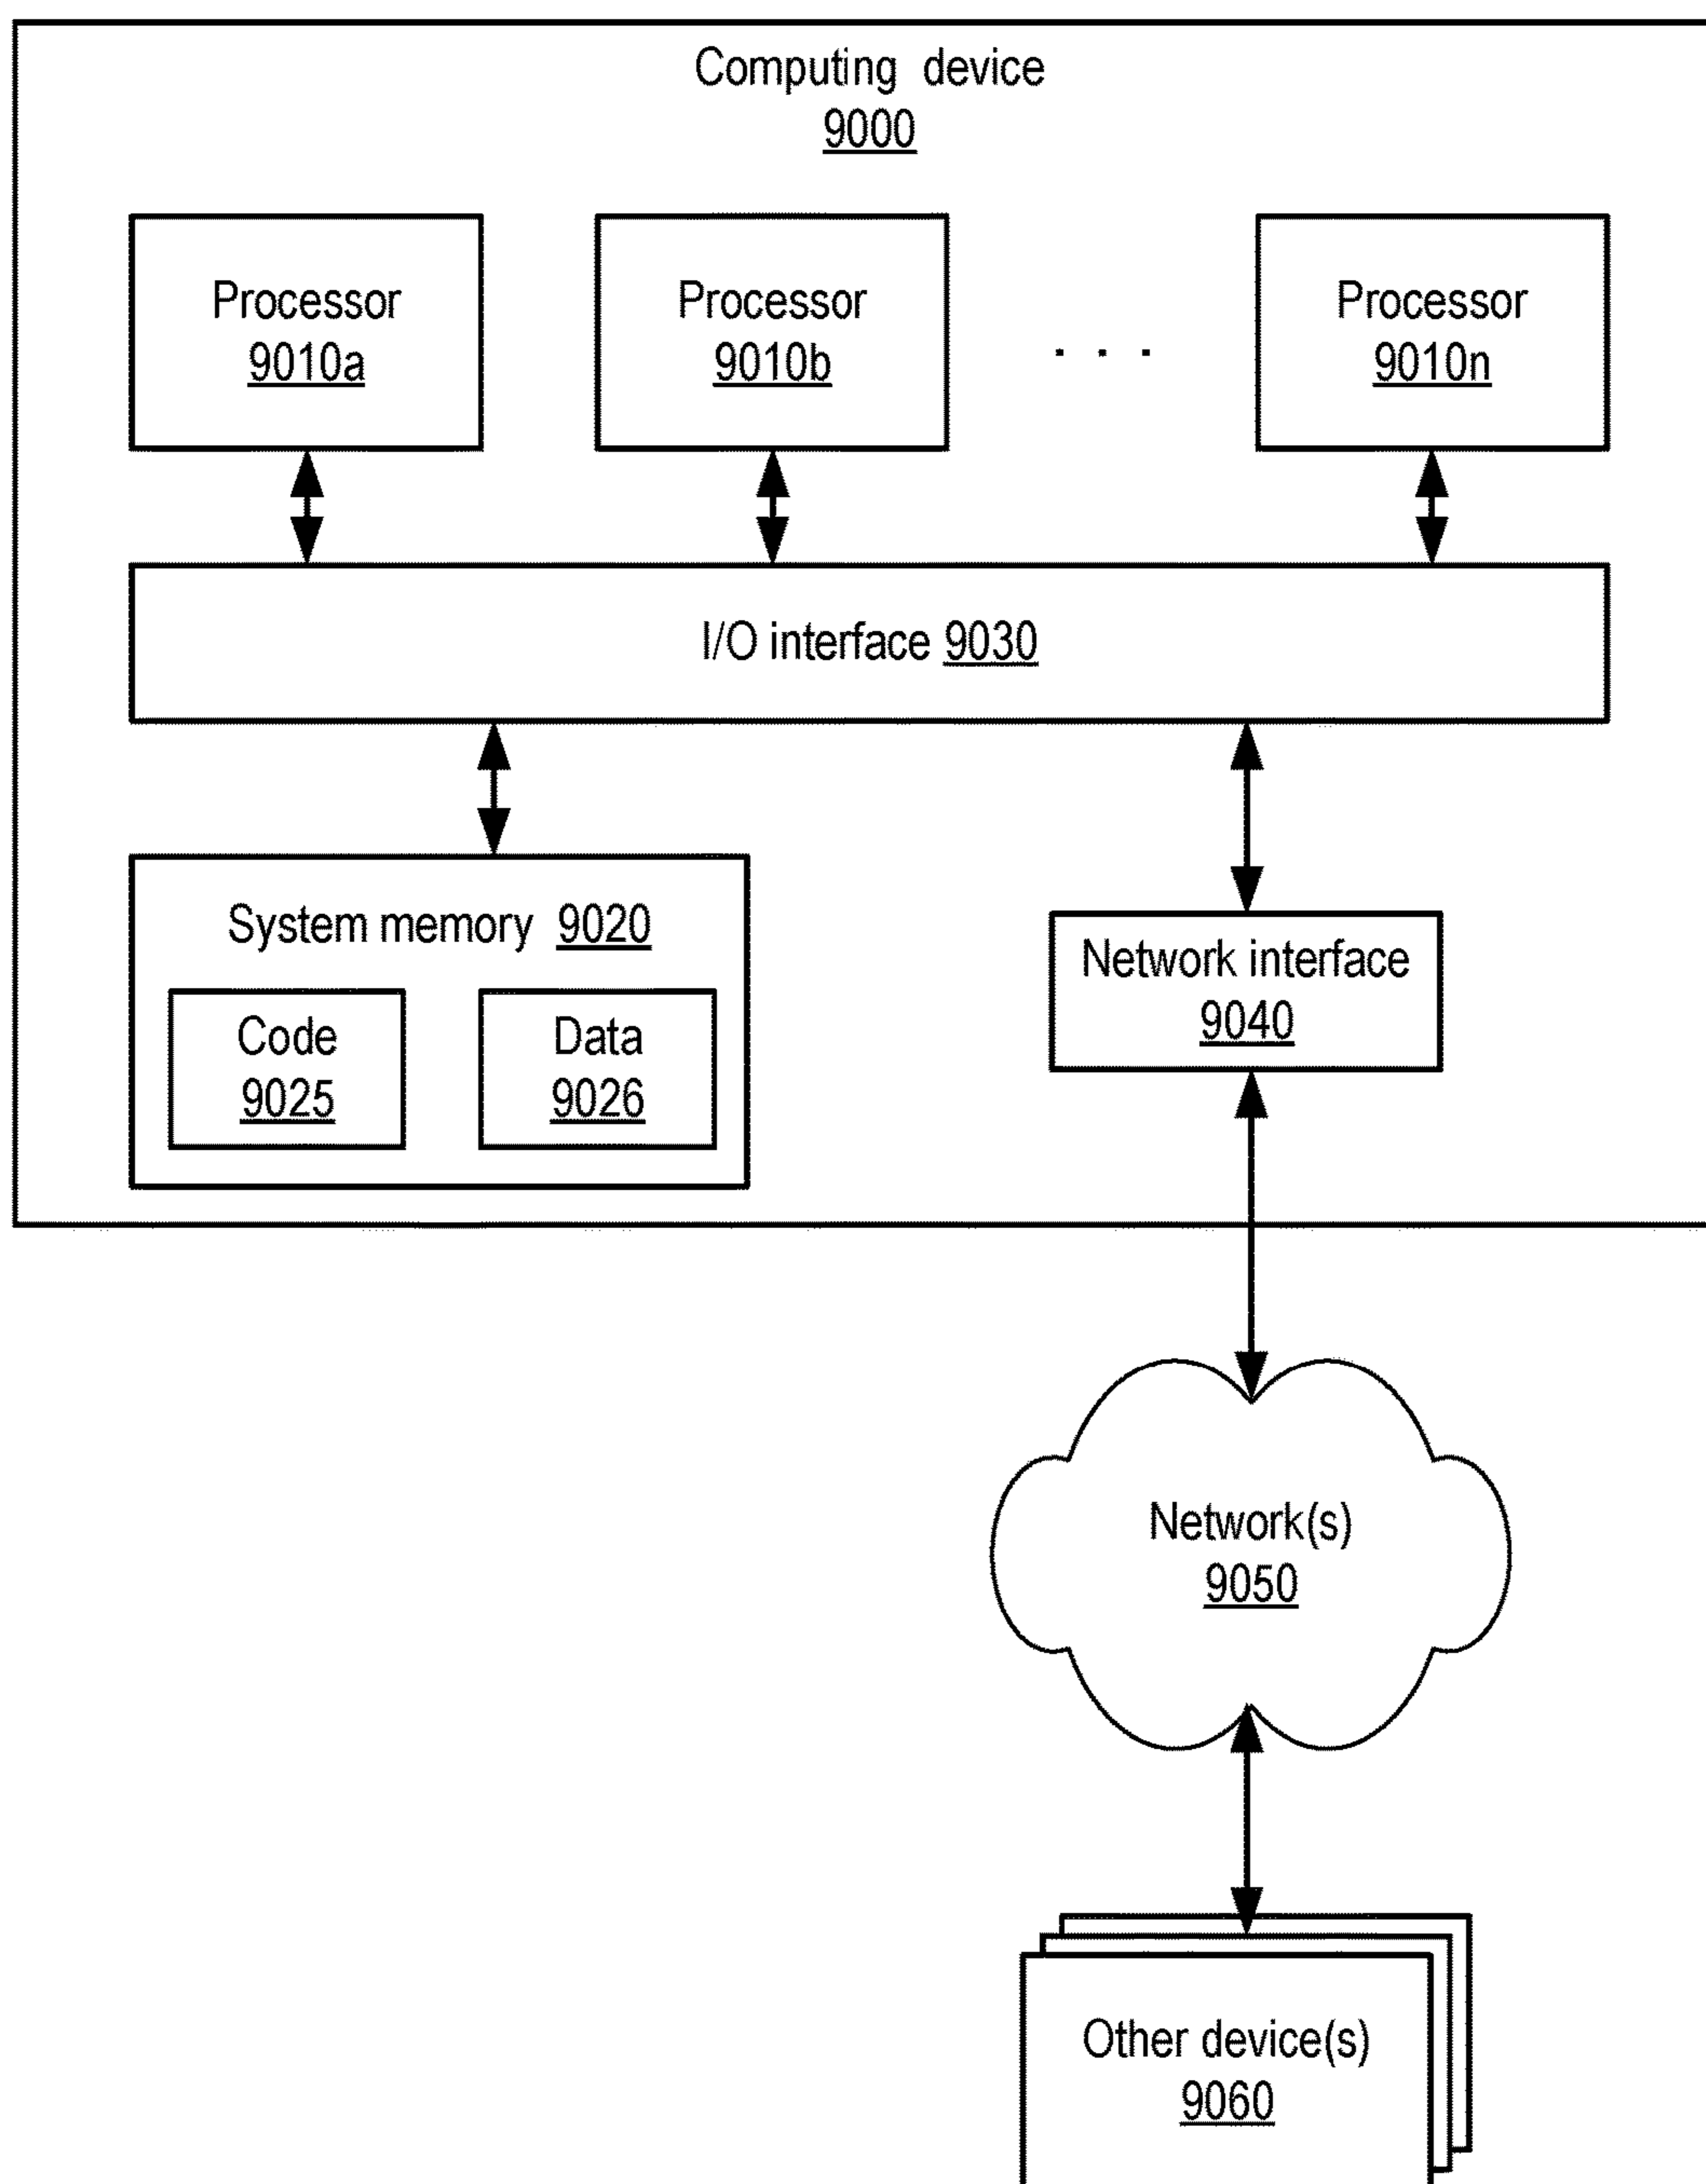 Computing device
9000
Processor
9010a
Processor
9010b
. . .
Processor
9010n
I/O interface 9030
System memory 9020
Code
9025
Data
9026
Network interface
9040
Network(s)
9050
Other device(s)
9060